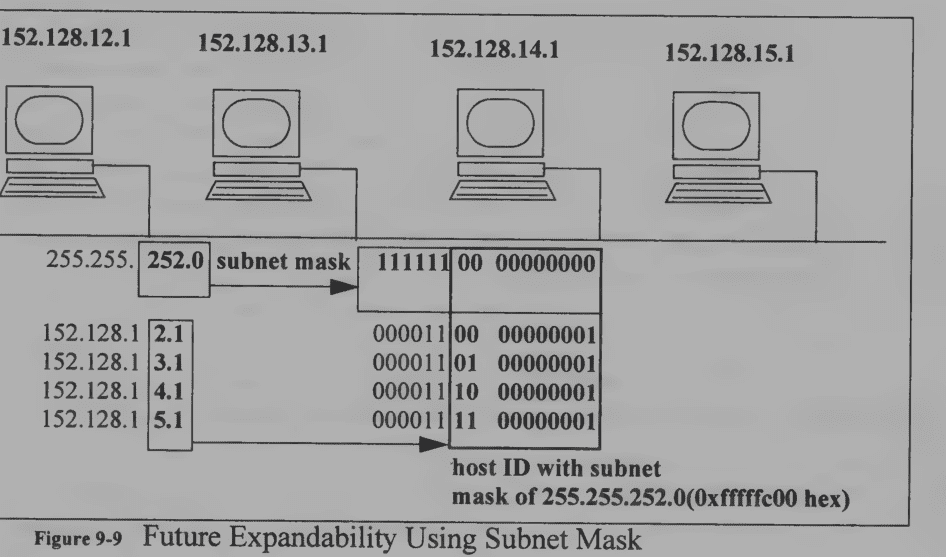 152.128.12.1 152.128.13.1 152.128.14.1 152.128.15.1
255.255. 252.0 subnet mask 111111 00 00000000
152.128.1 2.1 000011 00 00000001
152.128.1 3.1 000011 01 00000001
152.128.1 4.1 000011 10 00000001
152.128.1 5.1 000011 11 00000001
host ID with subnet
mask of 255.255.252.0(0xfffffc00 hex)
Figure 9-9 Future Expandability Using Subnet Mask